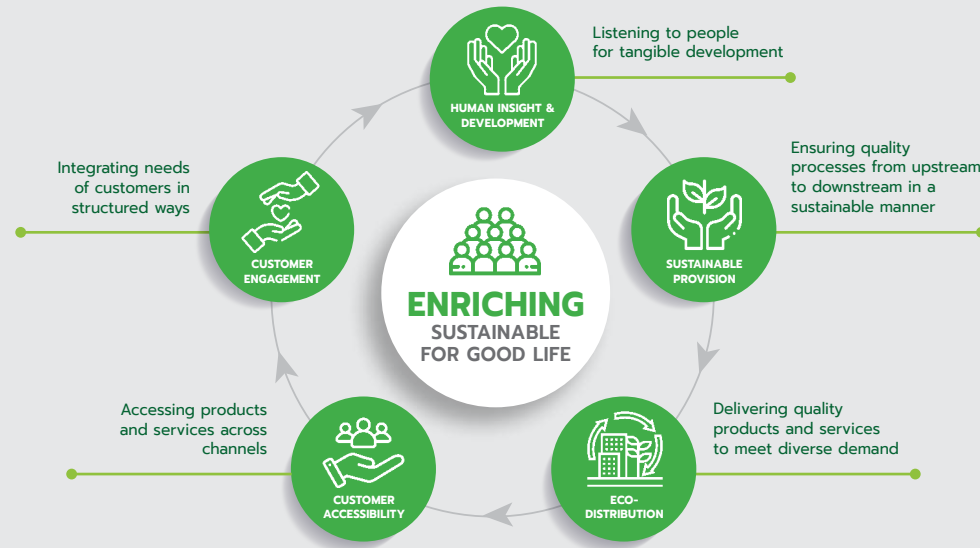 Listening to people
for tangible development
HUMAN INSIGHT &
DEVELOPMENT
Ensuring quality
processes from upstream
to downstream in a
sustainable manner
SUSTAINABLE
PROVISION
Delivering quality
products and services
to meet diverse demand
ECO-
DISTRIBUTION
Accessing products
and services across
channels
CUSTOMER
ACCESSIBILITY
Integrating needs
of customers in
structured ways
CUSTOMER
ENGAGEMENT
ENRICHING
SUSTAINABLE
FOR GOOD LIFE